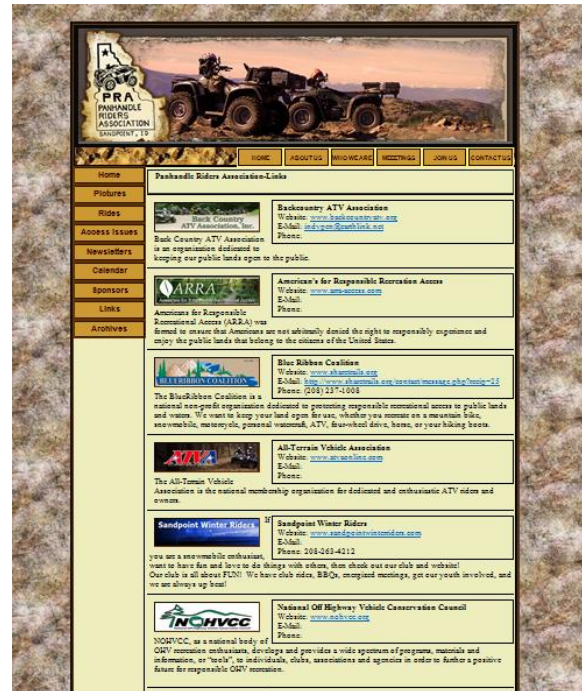 PRA
PANHANDLE
RIDERS
ASSOCIATION
SANDPOINT, ID
HOME ABOUT US WHO WE ARE MEETINGS JOIN US CONTACT US
Home
Pictures
Rides
Access Issues
Newsletters
Calendar
Sponsors
Links
Archives
Panhandle Riders Association-Links
Back Country
ATV Association, Inc.
Backcountry ATV Association
Website: www.backcountryatv.org
E-Mail: indvgen@earthlink.net
Phone:
Back Country ATV Association
is an organization dedicated to
keeping our public lands open to the public.
ARRA
American's for Responsible Recreation Access
Website: www.arra-access.com
E-Mail:
Phone:
Americans for Responsible
Recreational Access (ARRA) was
formed to ensure that Americans are not arbitrarily denied the right to responsibly experience and
enjoy the public lands that belong to the citizens of the United States.
BLUERIBBON COALITION
Blue Ribbon Coalition
Website: www.sharetrails.org
E-Mail: http://www.sharetrails.org/contact/message.php?recip=25
Phone: (208) 237-1008
The BlueRibbon Coalition is a
national non-profit organization dedicated to protecting responsible recreational access to public lands
and waters. We want to keep your land open for use, whether you recreate on a mountain bike,
snowmobile, motorcycle, personal watercraft, ATV, four-wheel drive, horse, or your hiking boots.
ATVA
All-Terrain Vehicle Association
Website: www.atvaonline.com
E-Mail:
Phone:
The All-Terrain Vehicle
Association is the national membership organization for dedicated and enthusiastic ATV riders and
owners.
Sandpoint Winter Riders
Sandpoint Winter Riders
Website: www.sandpointwinterriders.com
E-Mail:
Phone: 208-263-4212
If
you are a snowmobile enthusiast,
want to have fun and love to do things with others, then check out our club and website!
Our club is all about FUN! We have club rides, BBQs, energized meetings, get our youth involved, and
we are always up beat!
NOHVCC
National Off Highway Vehicle Conservation Council
Website: www.nohvcc.org
E-Mail:
Phone:
NOHVCC, as a national body of
OHV recreation enthusiasts, develops and provides a wide spectrum of programs, materials and
information, or "tools", to individuals, clubs, associations and agencies in order to further a positive
future for responsible OHV recreation.